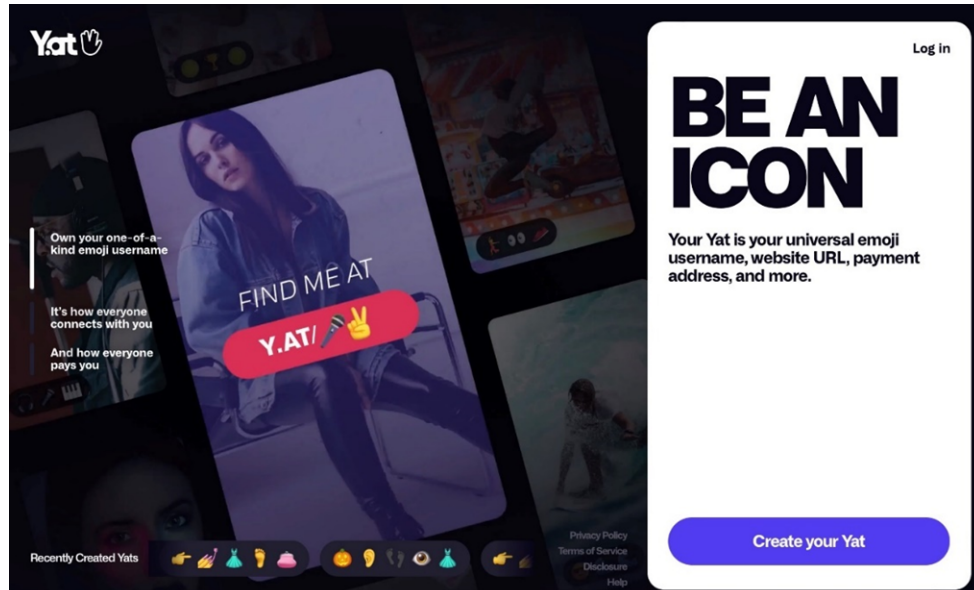 Y.at
Log in
BE AN
ICON
Your Yat is your universal emoji
username, website URL, payment
address, and more.
Own your one-of-a-
kind emoji username
It's how everyone
connects with you
And how everyone
pays you
FIND ME AT
Y.AT/🎤✌️
Recently Created Yats
👉💅👗🦶👛
🎃👂👣👁️👗
👉💅
Privacy Policy
Terms of Service
Disclosure
Help
Create your Yat